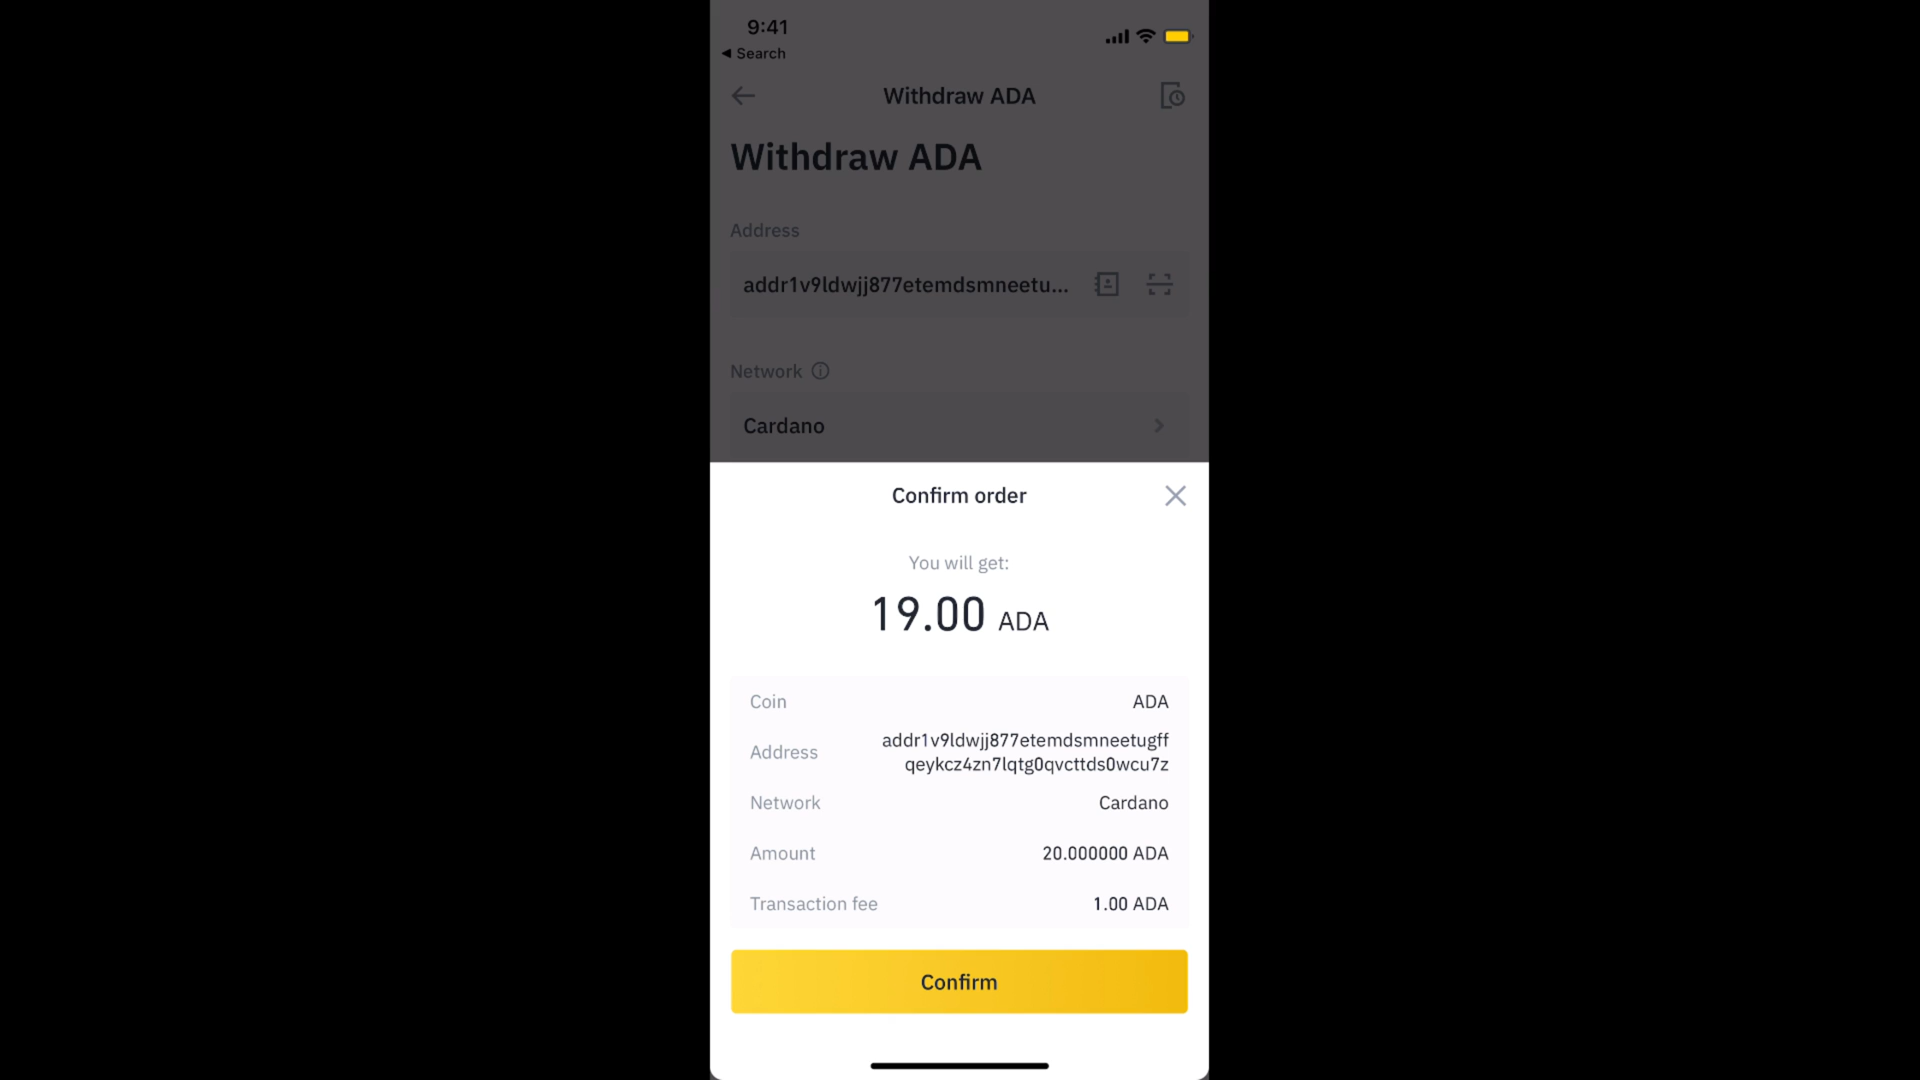 9:41
◀ Search
Withdraw ADA
Withdraw ADA
Address
addr1v9ldwjj877etemdsmneetu...
Network
Cardano
Confirm order
You will get:
19.00 ADA
Coin ADA
Address addr1v9ldwjj877etemdsmneetugff
qeykcz4zn7lqtg0qvcttds0wcu7z
Network Cardano
Amount 20.000000 ADA
Transaction fee 1.00 ADA
Confirm